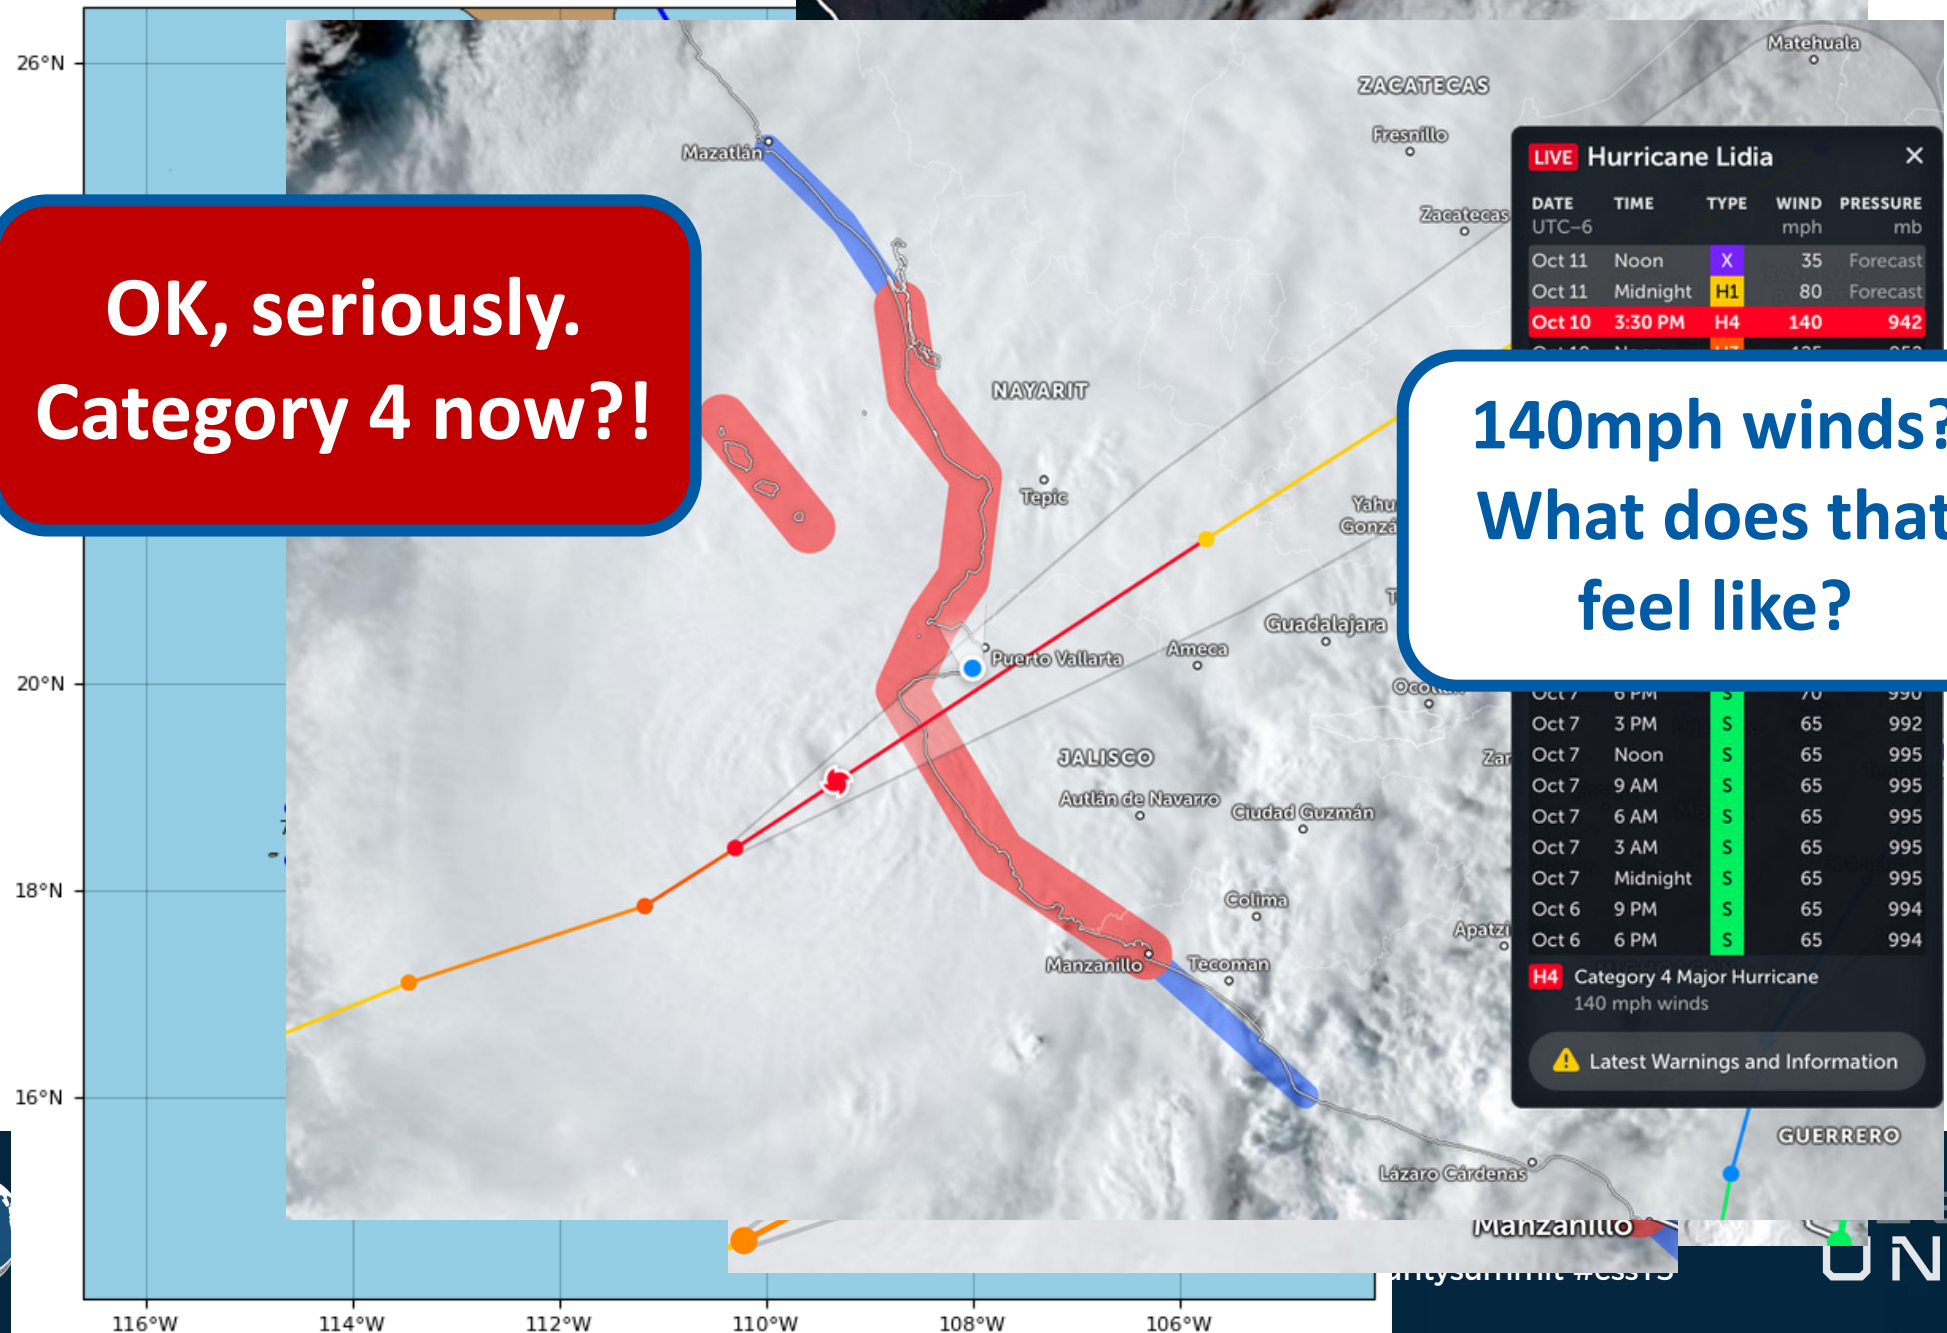 26°N
20°N
18°N
16°N
116°W
114°W
112°W
110°W
108°W
106°W
OK, seriously.
Category 4 now?!
Mazatlán
Matehuala
ZACATECAS
Fresnillo
Zacatecas
NAYARIT
Tepic
Puerto Vallarta
Ameca
Guadalajara
JALISCO
Autlán de Navarro
Ciudad Guzmán
Colima
Manzanillo
Tecoman
Lázaro Cárdenas
GUERRERO
Manzanillo
LIVE Hurricane Lidia ×
DATE TIME TYPE WIND PRESSURE
UTC–6 mph mb
Oct 11 Noon X 35 Forecast
Oct 11 Midnight H1 80 Forecast
Oct 10 3:30 PM H4 140 942
140mph winds?
What does that
feel like?
Oct 7 6 PM S 70 990
Oct 7 3 PM S 65 992
Oct 7 Noon S 65 995
Oct 7 9 AM S 65 995
Oct 7 6 AM S 65 995
Oct 7 3 AM S 65 995
Oct 7 Midnight S 65 995
Oct 6 9 PM S 65 994
Oct 6 6 PM S 65 994
H4 Category 4 Major Hurricane
140 mph winds
Latest Warnings and Information